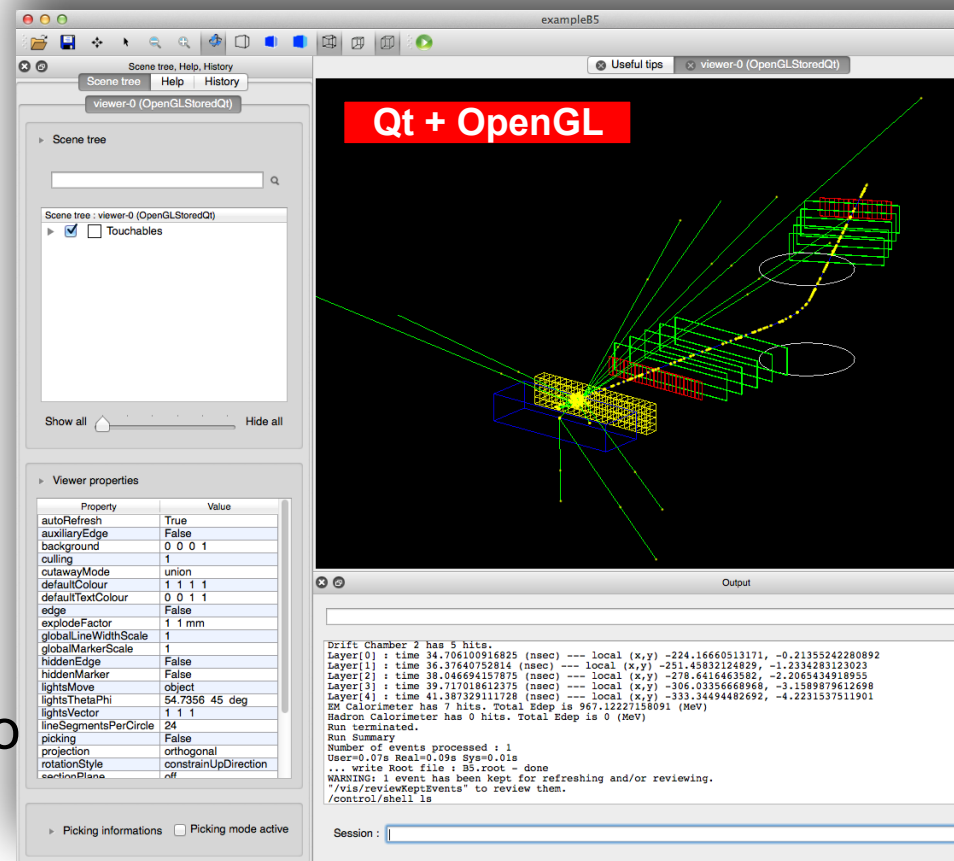 exampleB5
Scene tree, Help, History
Scene tree Help History
viewer-0 (OpenGLStoredQt)
Scene tree
Scene tree : viewer-0 (OpenGLStoredQt)
Touchables
Show all Hide all
Viewer properties
Property Value
autoRefresh True
auxiliaryEdge False
background 0 0 0 1
culling 1
cutawayMode union
defaultColour 1 1 1 1
defaultTextColour 0 0 1 1
edge False
explodeFactor 1 1 mm
globalLineWidthScale 1
globalMarkerScale 1
hiddenEdge False
hiddenMarker False
lightsMove object
lightsThetaPhi 54.7356 45 deg
lightsVector 1 1 1
lineSegmentsPerCircle 24
picking False
projection orthogonal
rotationStyle constrainUpDirection
sectionPlane off
Picking informations Picking mode active
Useful tips viewer-0 (OpenGLStoredQt)
Qt + OpenGL
Output
Drift Chamber 2 has 5 hits.
Layer[0] : time 34.706100916825 (nsec) --- local (x,y) -224.16660513171, -0.21355242280892
Layer[1] : time 36.37640752814 (nsec) --- local (x,y) -251.45832124829, -1.2334283123023
Layer[2] : time 38.046694157875 (nsec) --- local (x,y) -278.6416463582, -2.2065434918955
Layer[3] : time 39.717018612375 (nsec) --- local (x,y) -306.03356668968, -3.1589879612698
Layer[4] : time 41.387329111728 (nsec) --- local (x,y) -333.34494482692, -4.2231537511901
EM Calorimeter has 7 hits. Total Edep is 967.12227158091 (MeV)
Hadron Calorimeter has 0 hits. Total Edep is 0 (MeV)
Run terminated.
Run Summary
Number of events processed : 1
User=0.07s Real=0.09s Sys=0.01s
... write Root file : B5.root - done
WARNING: 1 event has been kept for refreshing and/or reviewing.
"/vis/reviewKeptEvents" to review them.
/control/shell ls
Session :